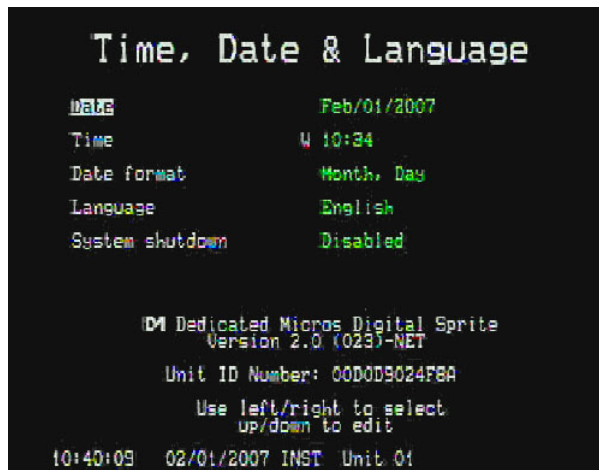 Time, Date & Language
Date Feb/01/2007
Time W 10:34
Date format Month, Day
Language English
System shutdown Disabled
DM Dedicated Micros Digital Sprite
Version 2.0 (023)-NET
Unit ID Number: 00D0D9024F8A
Use left/right to select
up/down to edit
10:40:09 02/01/2007 INST Unit 01